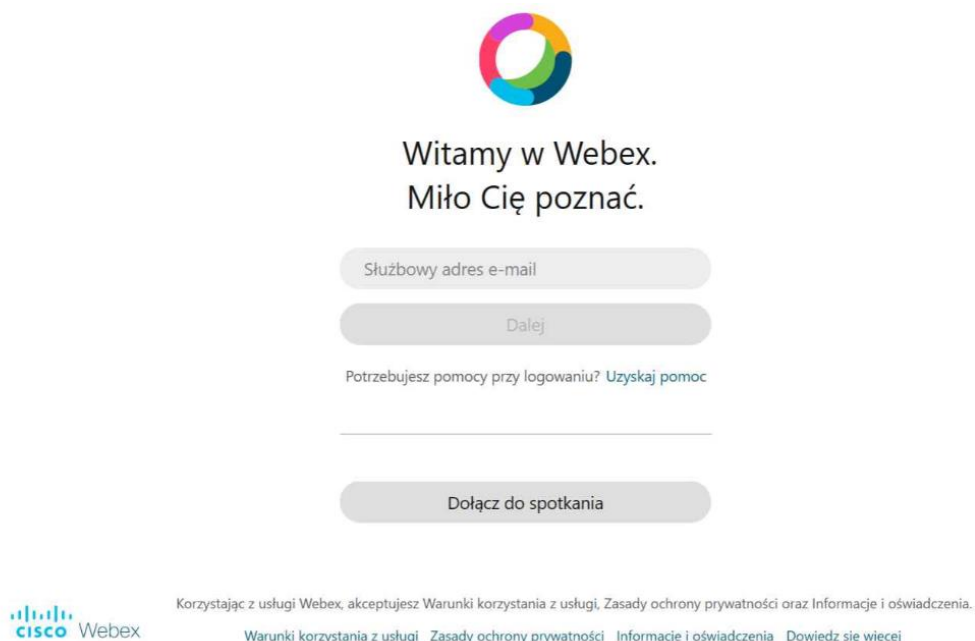 Witamy w Webex.
Miło Cię poznać.
Służbowy adres e-mail
Dalej
Potrzebujesz pomocy przy logowaniu? Uzyskaj pomoc
Dołącz do spotkania
Korzystając z usługi Webex, akceptujesz Warunki korzystania z usługi, Zasady ochrony prywatności oraz Informacje i oświadczenia.
cisco Webex
Warunki korzystania z usługi Zasady ochrony prywatności Informacje i oświadczenia Dowiedz się więcej